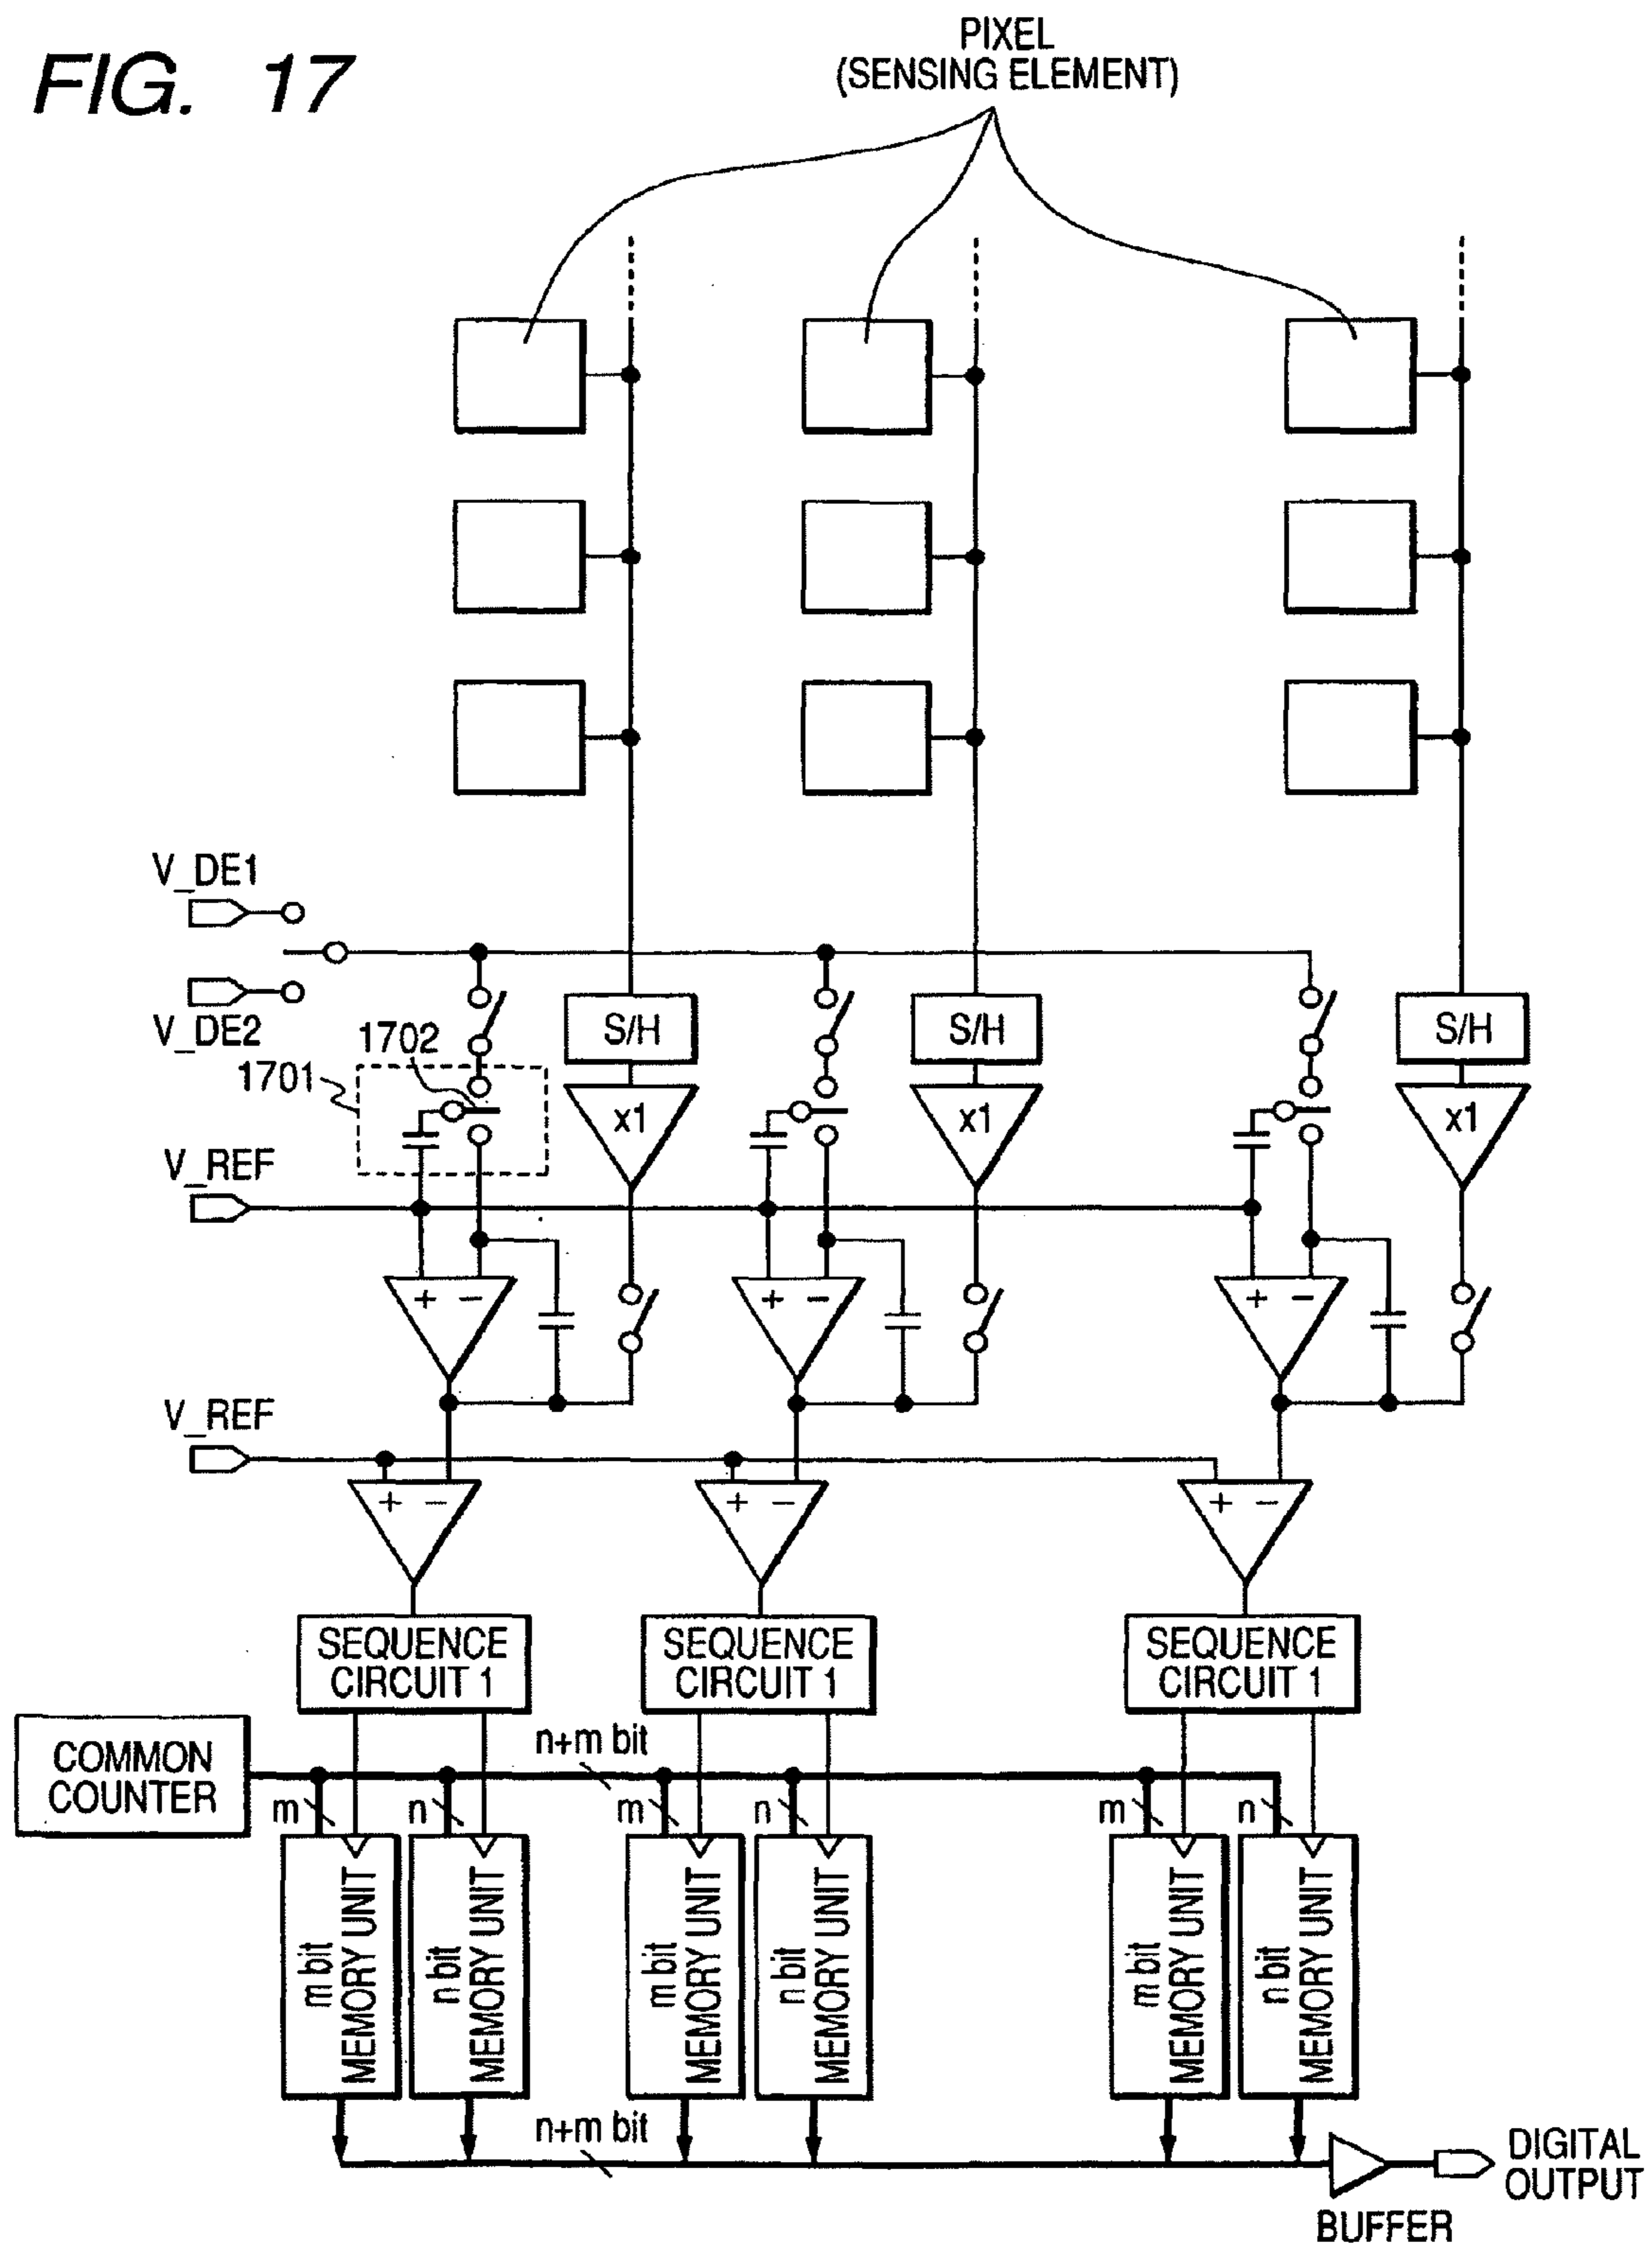 FIG. 17
PIXEL
(SENSING ELEMENT)
V_DE1
V_DE2
S/H
S/H
S/H
1702
1701
x1
x1
x1
V_REF
+ −
+ −
+ −
V_REF
+ −
+ −
+ −
SEQUENCE
CIRCUIT 1
SEQUENCE
CIRCUIT 1
SEQUENCE
CIRCUIT 1
COMMON
COUNTER
n+m bit
m
n
m
n
m
n
m bit
MEMORY UNIT
n bit
MEMORY UNIT
m bit
MEMORY UNIT
n bit
MEMORY UNIT
m bit
MEMORY UNIT
n bit
MEMORY UNIT
n+m bit
DIGITAL
OUTPUT
BUFFER